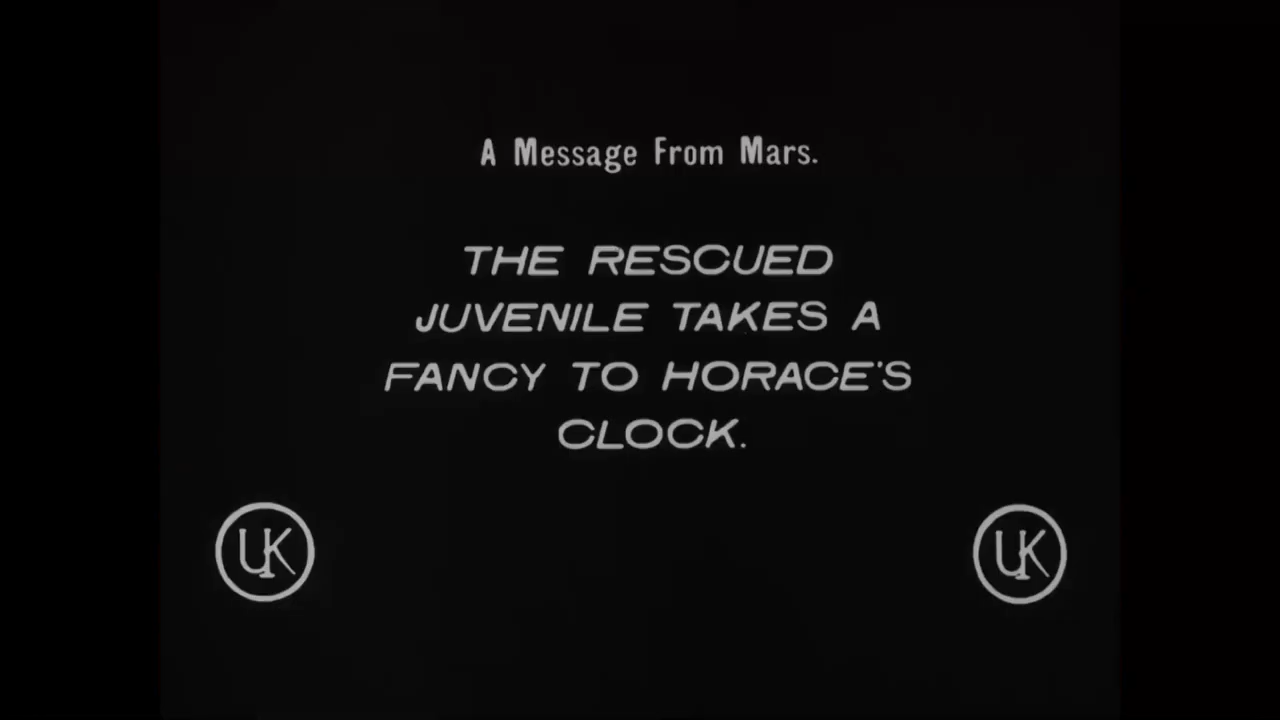 A Message From Mars.
THE RESCUED
JUVENILE TAKES A
FANCY TO HORACE'S
CLOCK.
UK UK